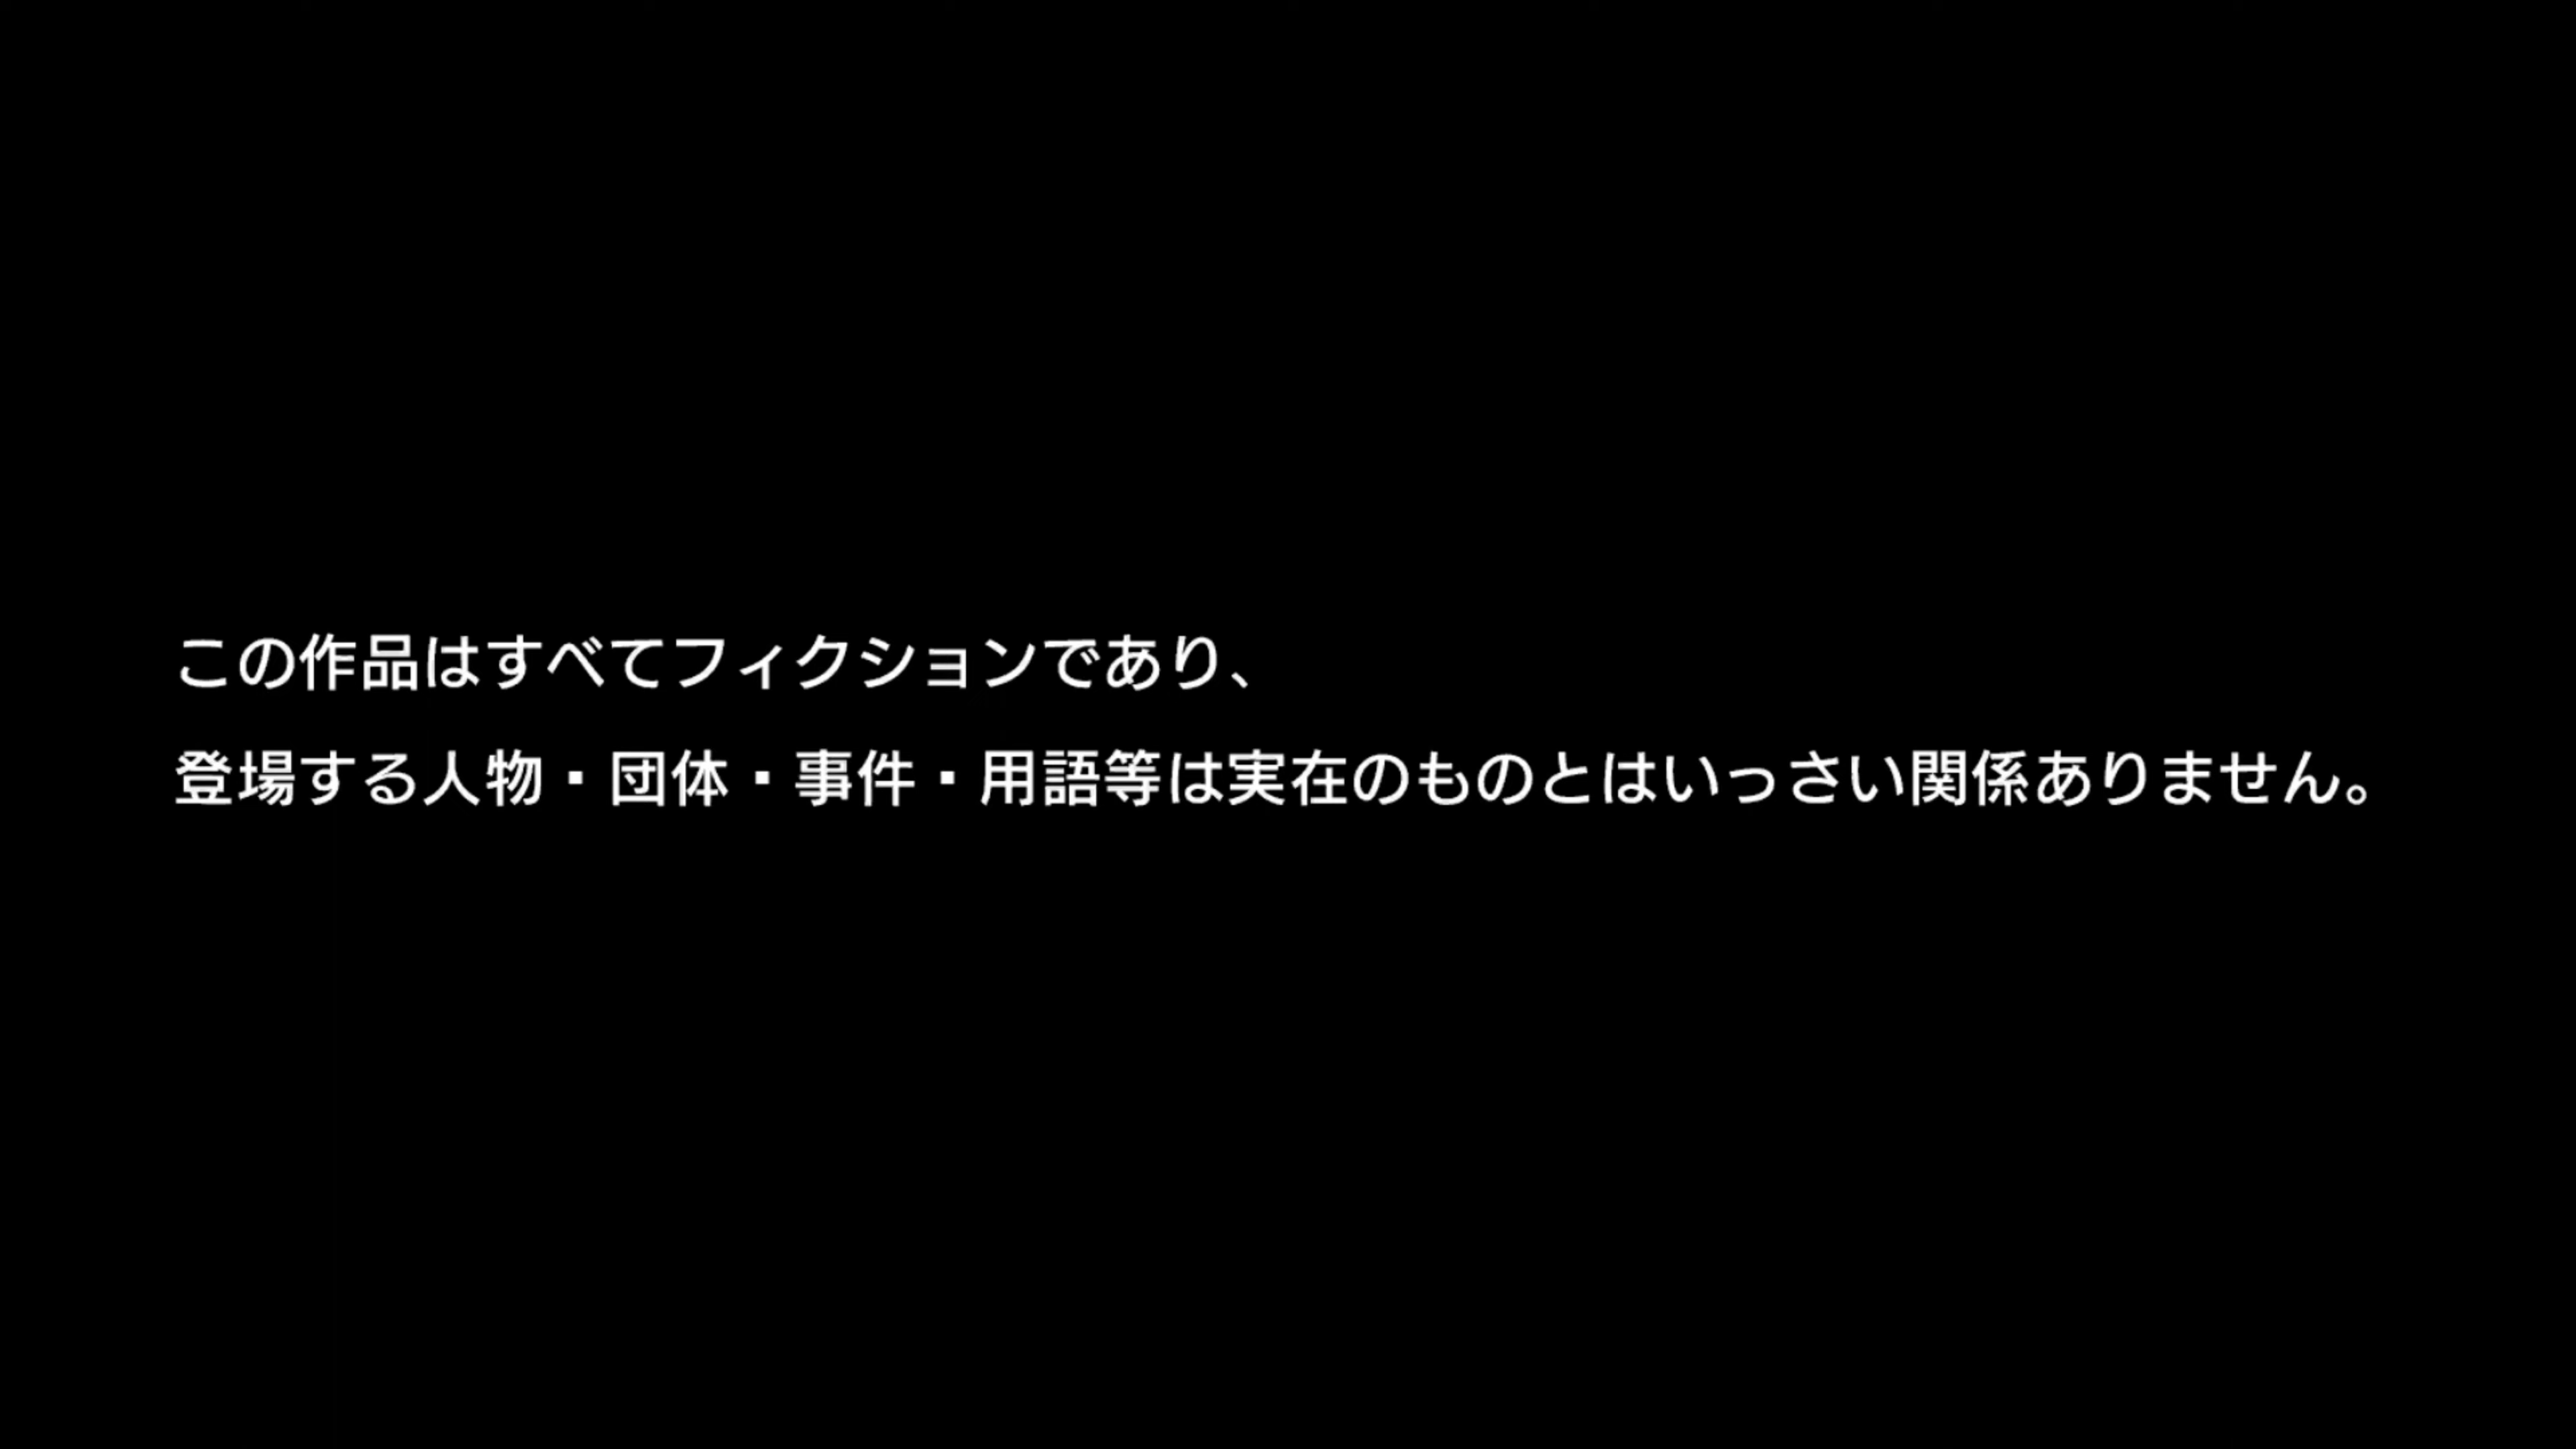 この作品はすべてフィクションであり、
登場する人物・団体・事件・用語等は実在のものとはいっさい関係ありません。